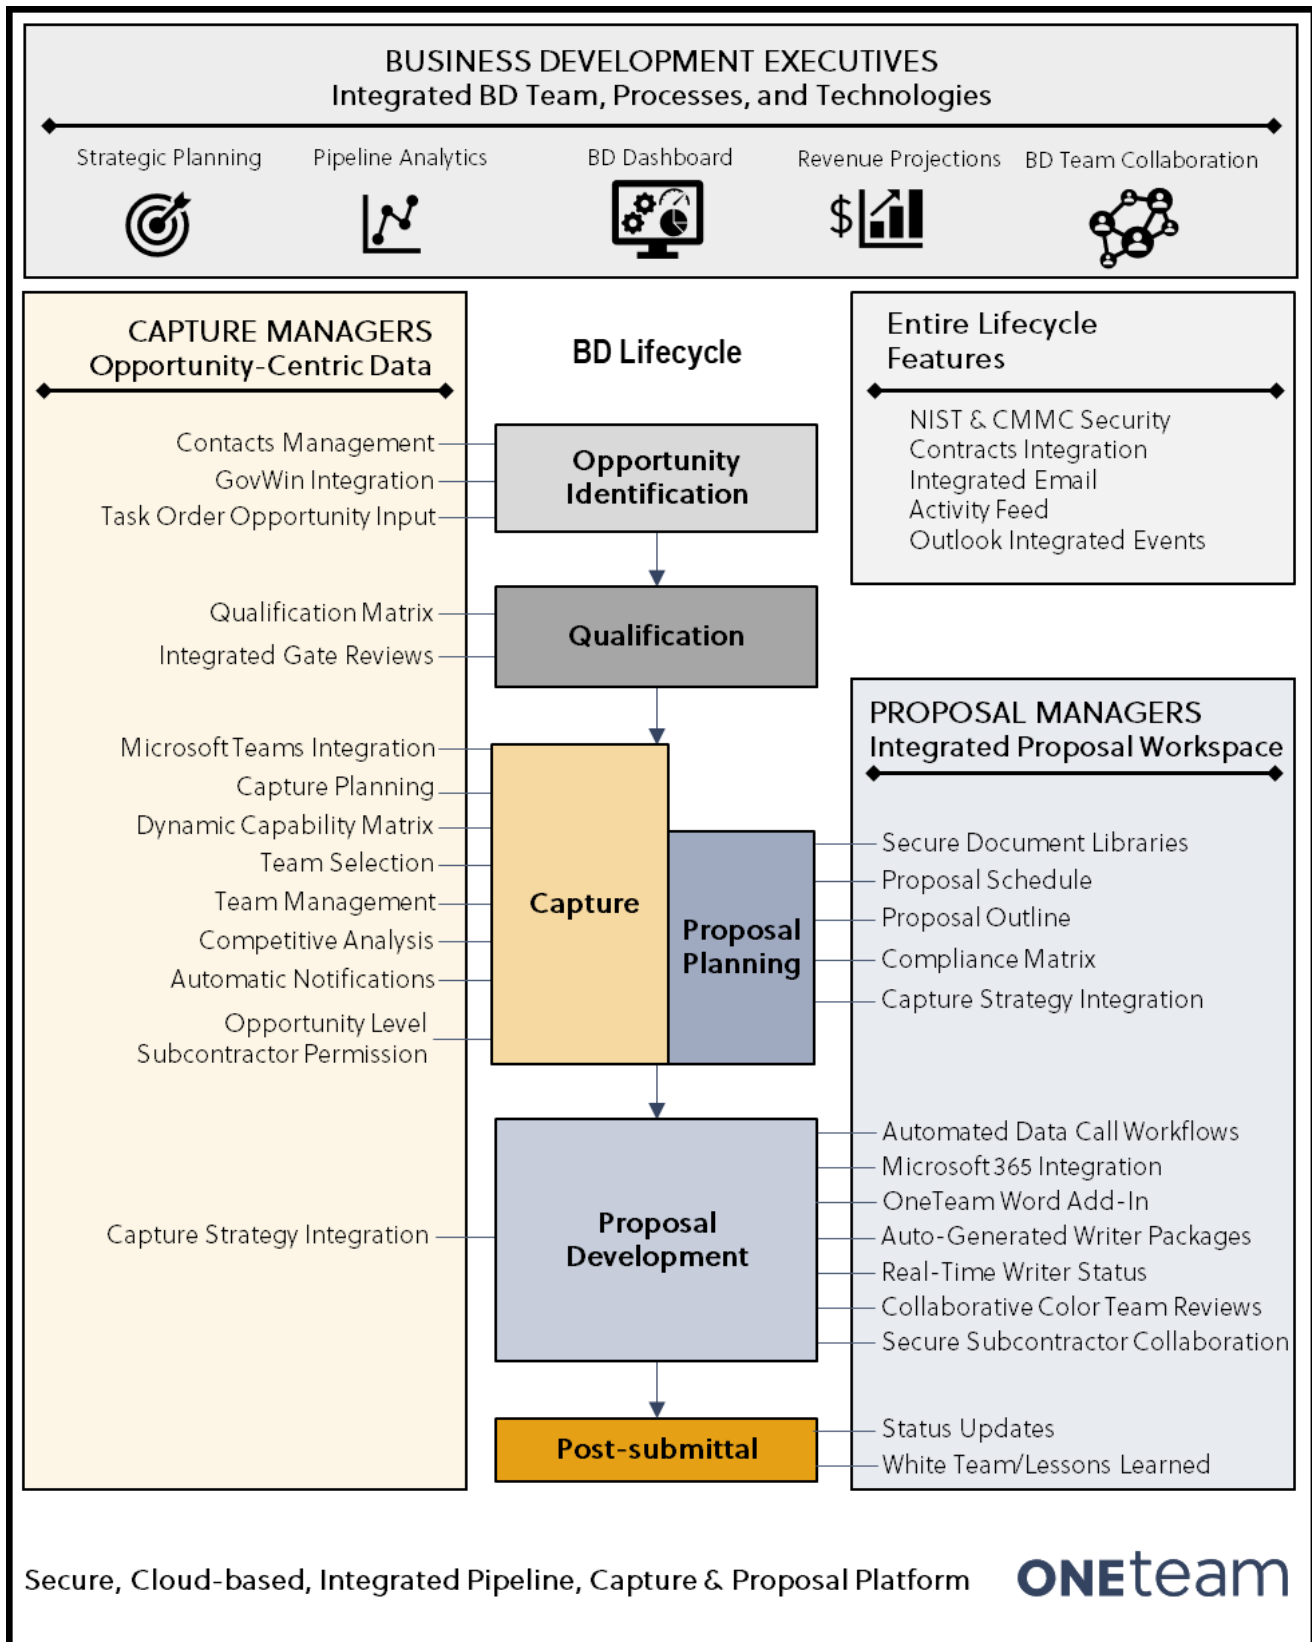 BUSINESS DEVELOPMENT EXECUTIVES
Integrated BD Team, Processes, and Technologies
Strategic Planning
Pipeline Analytics
BD Dashboard
Revenue Projections
BD Team Collaboration
$
CAPTURE MANAGERS
Opportunity-Centric Data
Contacts Management
GovWin Integration
Task Order Opportunity Input
Qualification Matrix
Integrated Gate Reviews
Microsoft Teams Integration
Capture Planning
Dynamic Capability Matrix
Team Selection
Team Management
Competitive Analysis
Automatic Notifications
Opportunity Level
Subcontractor Permission
Capture Strategy Integration
BD Lifecycle
Opportunity
Identification
Qualification
Capture
Proposal
Planning
Proposal
Development
Post-submittal
Entire Lifecycle
Features
NIST & CMMC Security
Contracts Integration
Integrated Email
Activity Feed
Outlook Integrated Events
PROPOSAL MANAGERS
Integrated Proposal Workspace
Secure Document Libraries
Proposal Schedule
Proposal Outline
Compliance Matrix
Capture Strategy Integration
Automated Data Call Workflows
Microsoft 365 Integration
OneTeam Word Add-In
Auto-Generated Writer Packages
Real-Time Writer Status
Collaborative Color Team Reviews
Secure Subcontractor Collaboration
Status Updates
White Team/Lessons Learned
Secure, Cloud-based, Integrated Pipeline, Capture & Proposal Platform
ONEteam